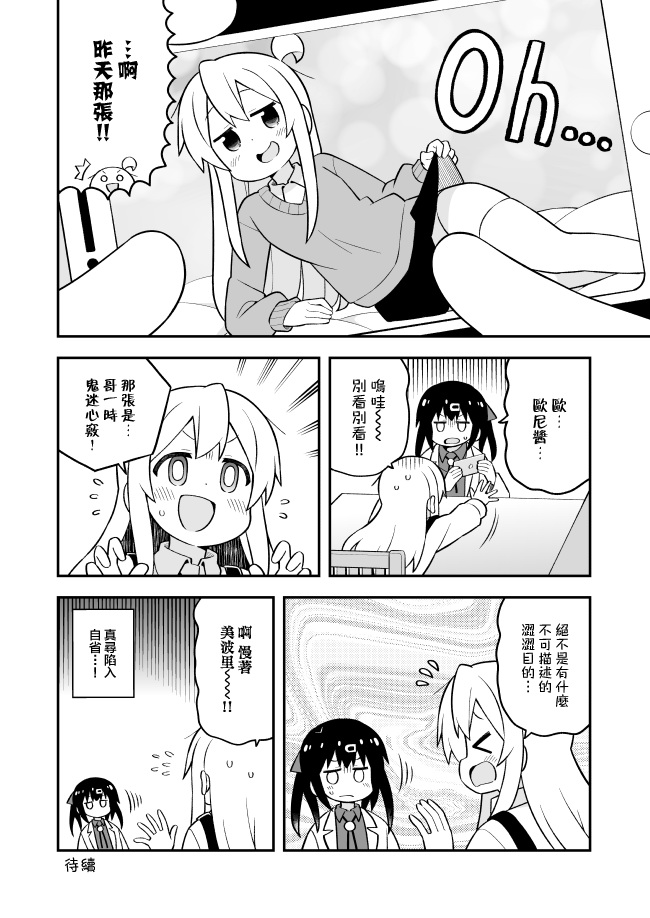 Oh...
…啊
昨天那張!!
歐…
歐尼醬…
嗚哇~~
別看別看!!
那張是…
哥一時
鬼迷心竅！
絕不是有什麼
不可描述的
澀澀目的…
啊 慢著
美波里~~!!
真尋陷入
自省…！
待續